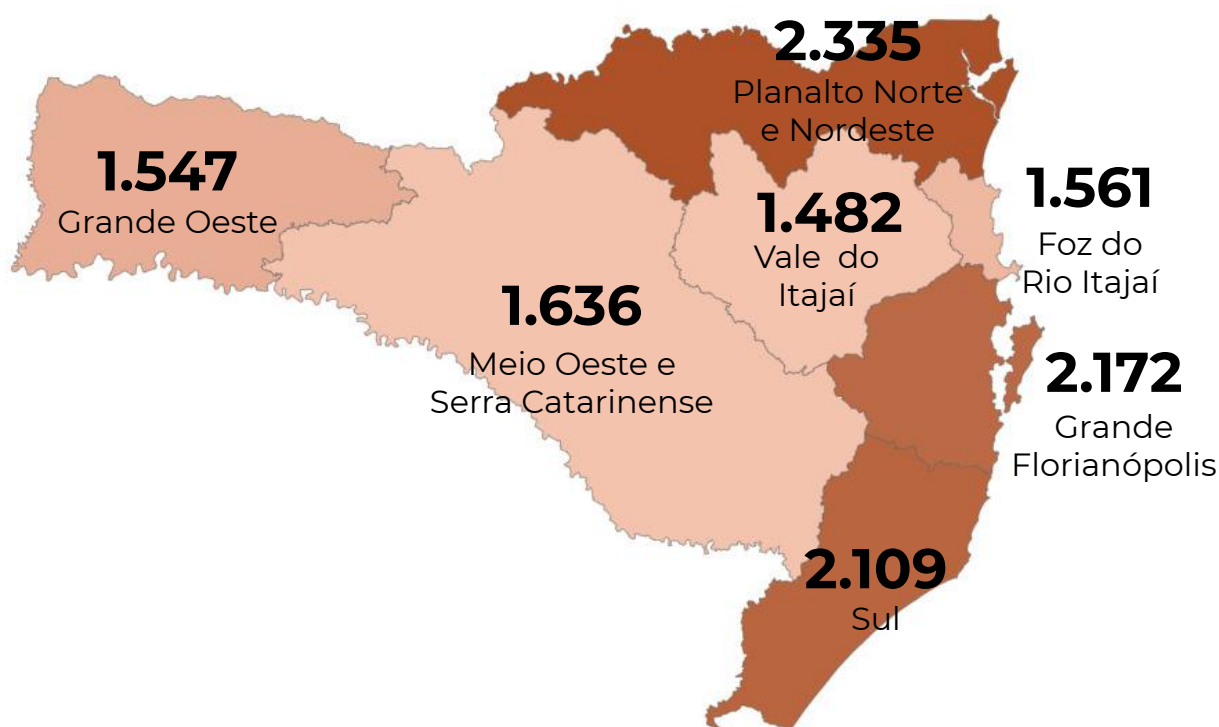 2.335
Planalto Norte
e Nordeste
1.547
Grande Oeste
1.482
Vale do
Itajaí
1.561
Foz do
Rio Itajaí
1.636
Meio Oeste e
Serra Catarinense
2.172
Grande
Florianópolis
2.109
Sul